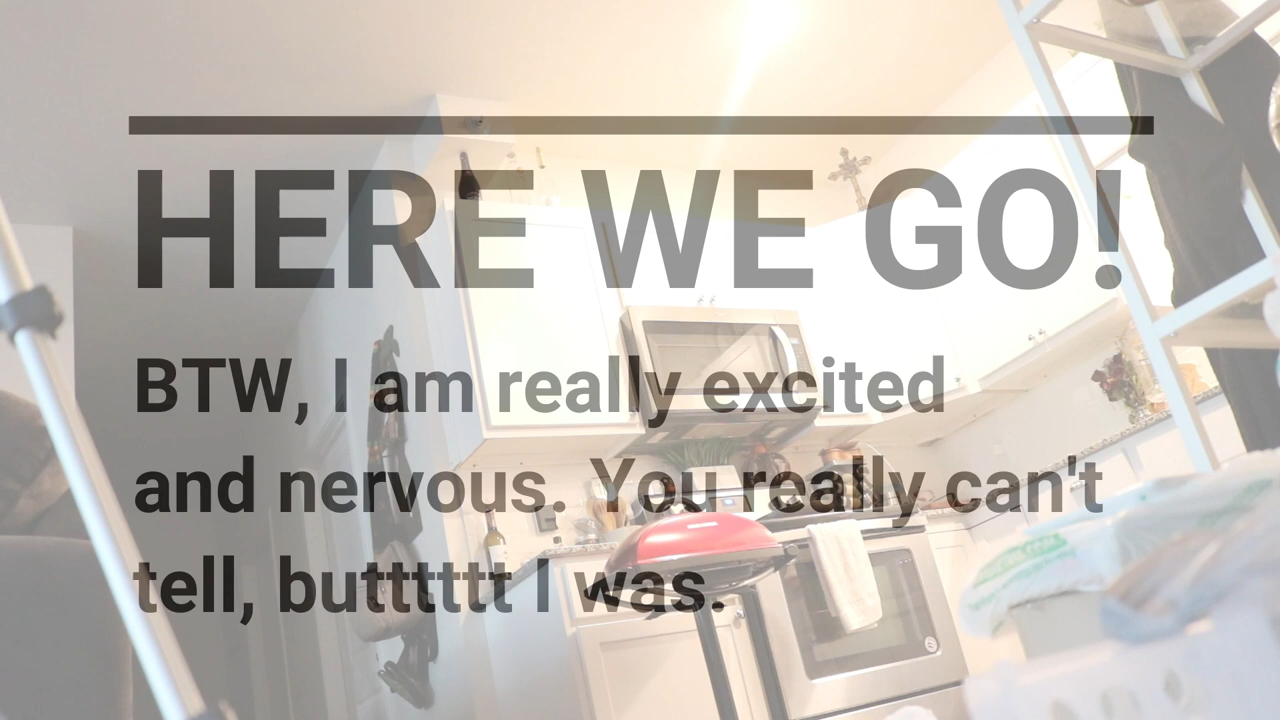 HERE WE GO!
BTW, I am really excited
and nervous. You really can't
tell, butttttt I was.